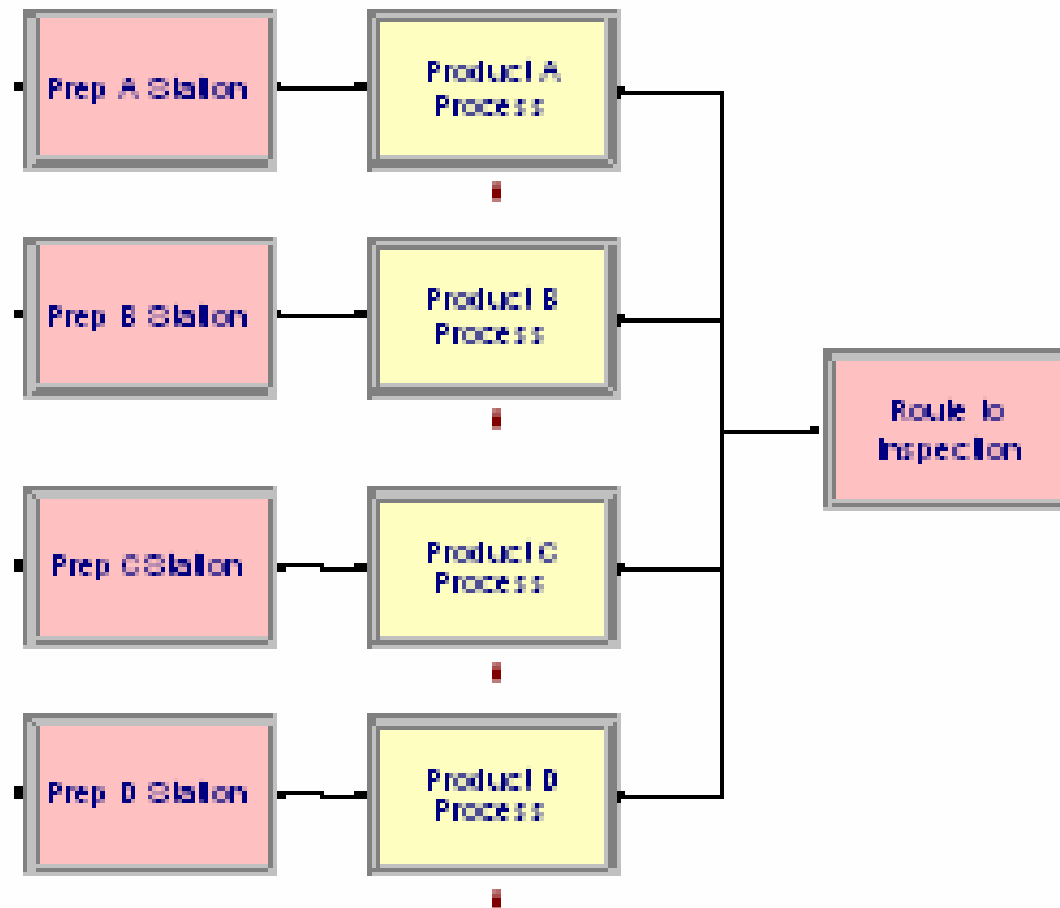 Prep A Station
Product A
Process
Prep B Station
Product B
Process
Route to
Inspection
Prep C Station
Product C
Process
Prep D Station
Product D
Process